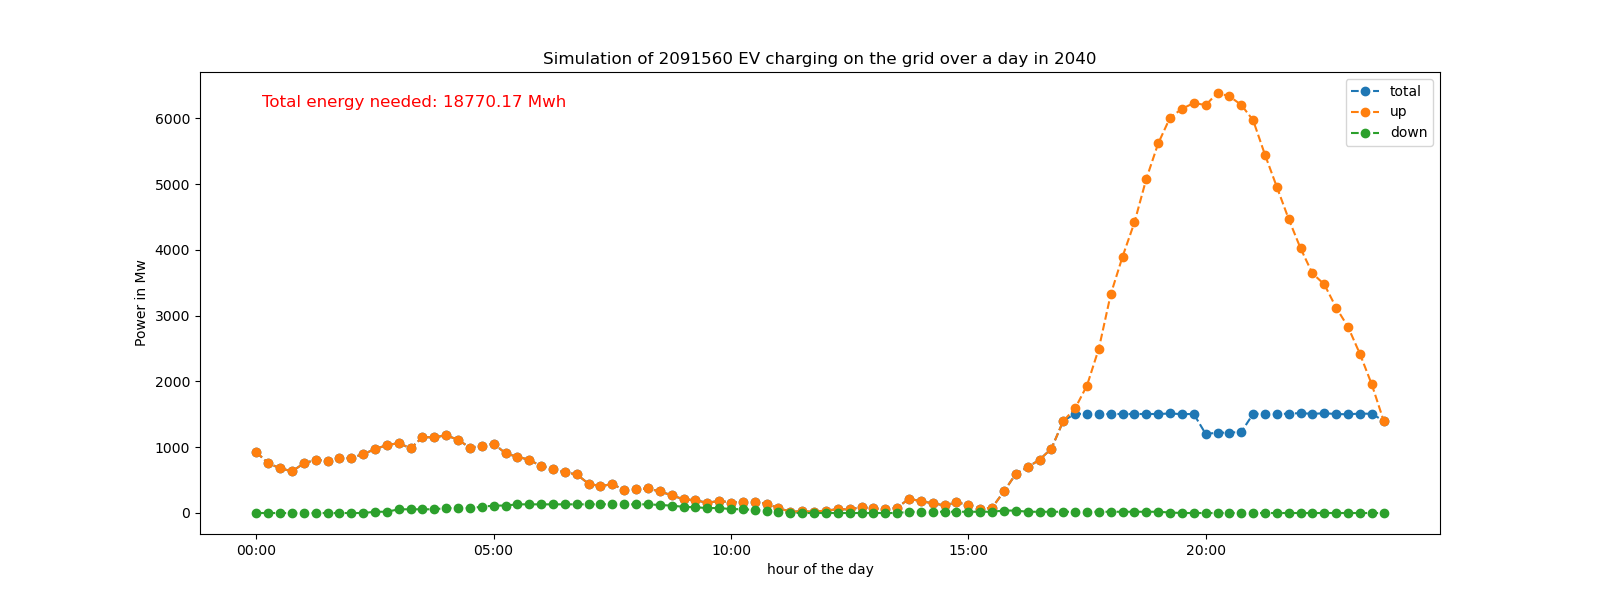 Simulation of 2091560 EV charging on the grid over a day in 2040
Total energy needed: 18770.17 Mwh
total
up
down
Power in Mw
6000
5000
4000
3000
2000
1000
0
00:00
05:00
10:00
15:00
20:00
hour of the day